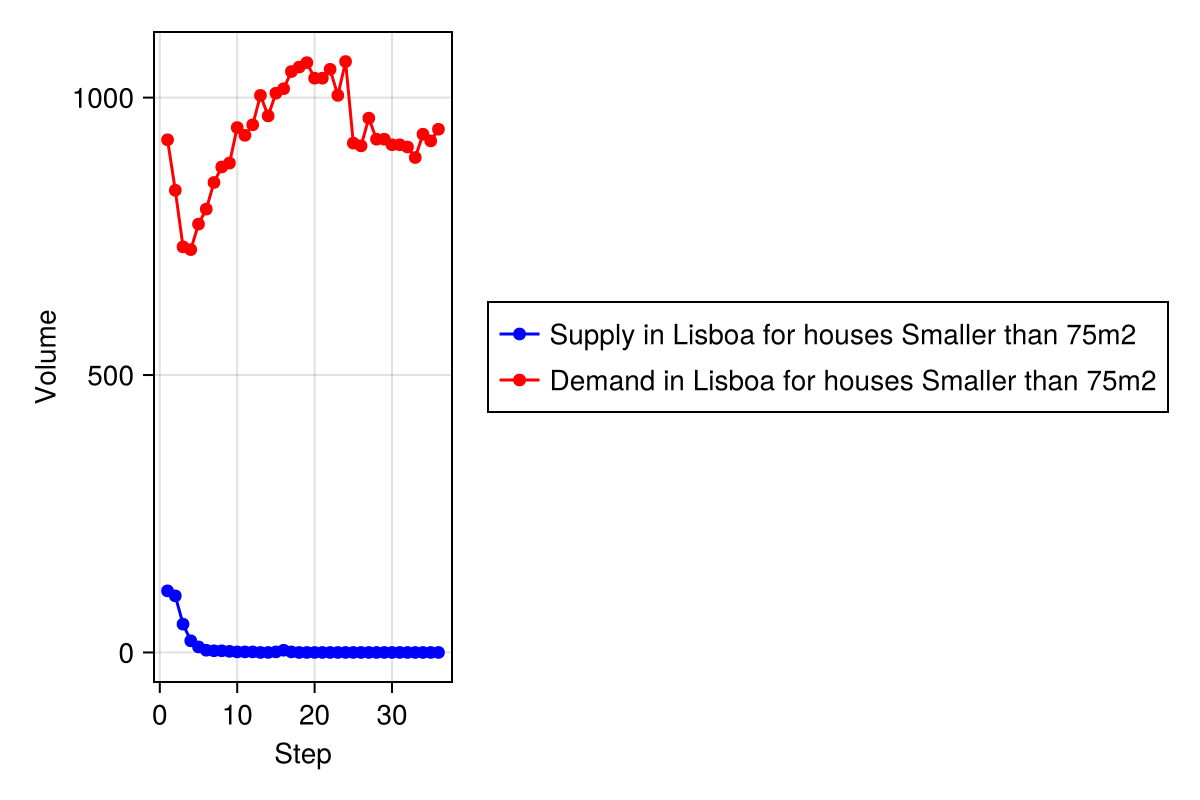 1000
500
0
Volume
0 10 20 30
Step
Supply in Lisboa for houses Smaller than 75m2
Demand in Lisboa for houses Smaller than 75m2